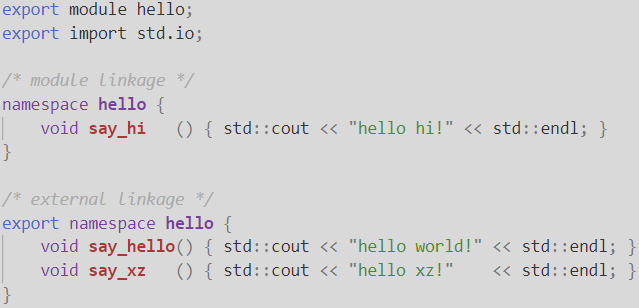 export module hello;
export import std.io;
/* module linkage */
namespace hello {
    void say_hi   () { std::cout << "hello hi!" << std::endl; }
}
/* external linkage */
export namespace hello {
    void say_hello() { std::cout << "hello world!" << std::endl; }
    void say_xz   () { std::cout << "hello xz!"    << std::endl; }
}